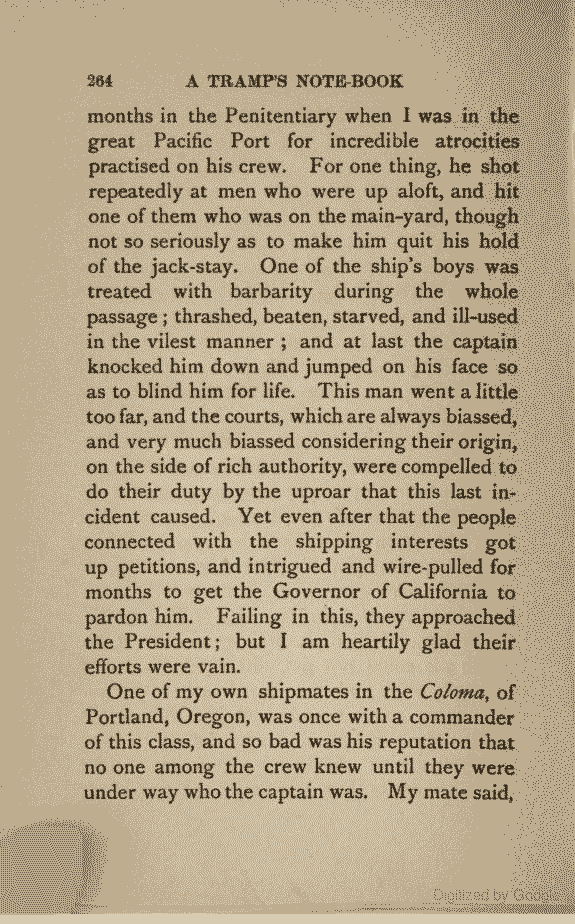 264 A TRAMP'S NOTE-BOOK
months in the Penitentiary when I was in the
great Pacific Port for incredible atrocities
practised on his crew. For one thing, he shot
repeatedly at men who were up aloft, and hit
one of them who was on the main-yard, though
not so seriously as to make him quit his hold
of the jack-stay. One of the ship's boys was
treated with barbarity during the whole
passage ; thrashed, beaten, starved, and ill-used
in the vilest manner ; and at last the captain
knocked him down and jumped on his face so
as to blind him for life. This man went a little
too far, and the courts, which are always biassed,
and very much biassed considering their origin,
on the side of rich authority, were compelled to
do their duty by the uproar that this last in-
cident caused. Yet even after that the people
connected with the shipping interests got
up petitions, and intrigued and wire-pulled for
months to get the Governor of California to
pardon him. Failing in this, they approached
the President ; but I am heartily glad their
efforts were vain.
One of my own shipmates in the Coloma, of
Portland, Oregon, was once with a commander
of this class, and so bad was his reputation that
no one among the crew knew until they were
under way who the captain was. My mate said,
Digitized by Google